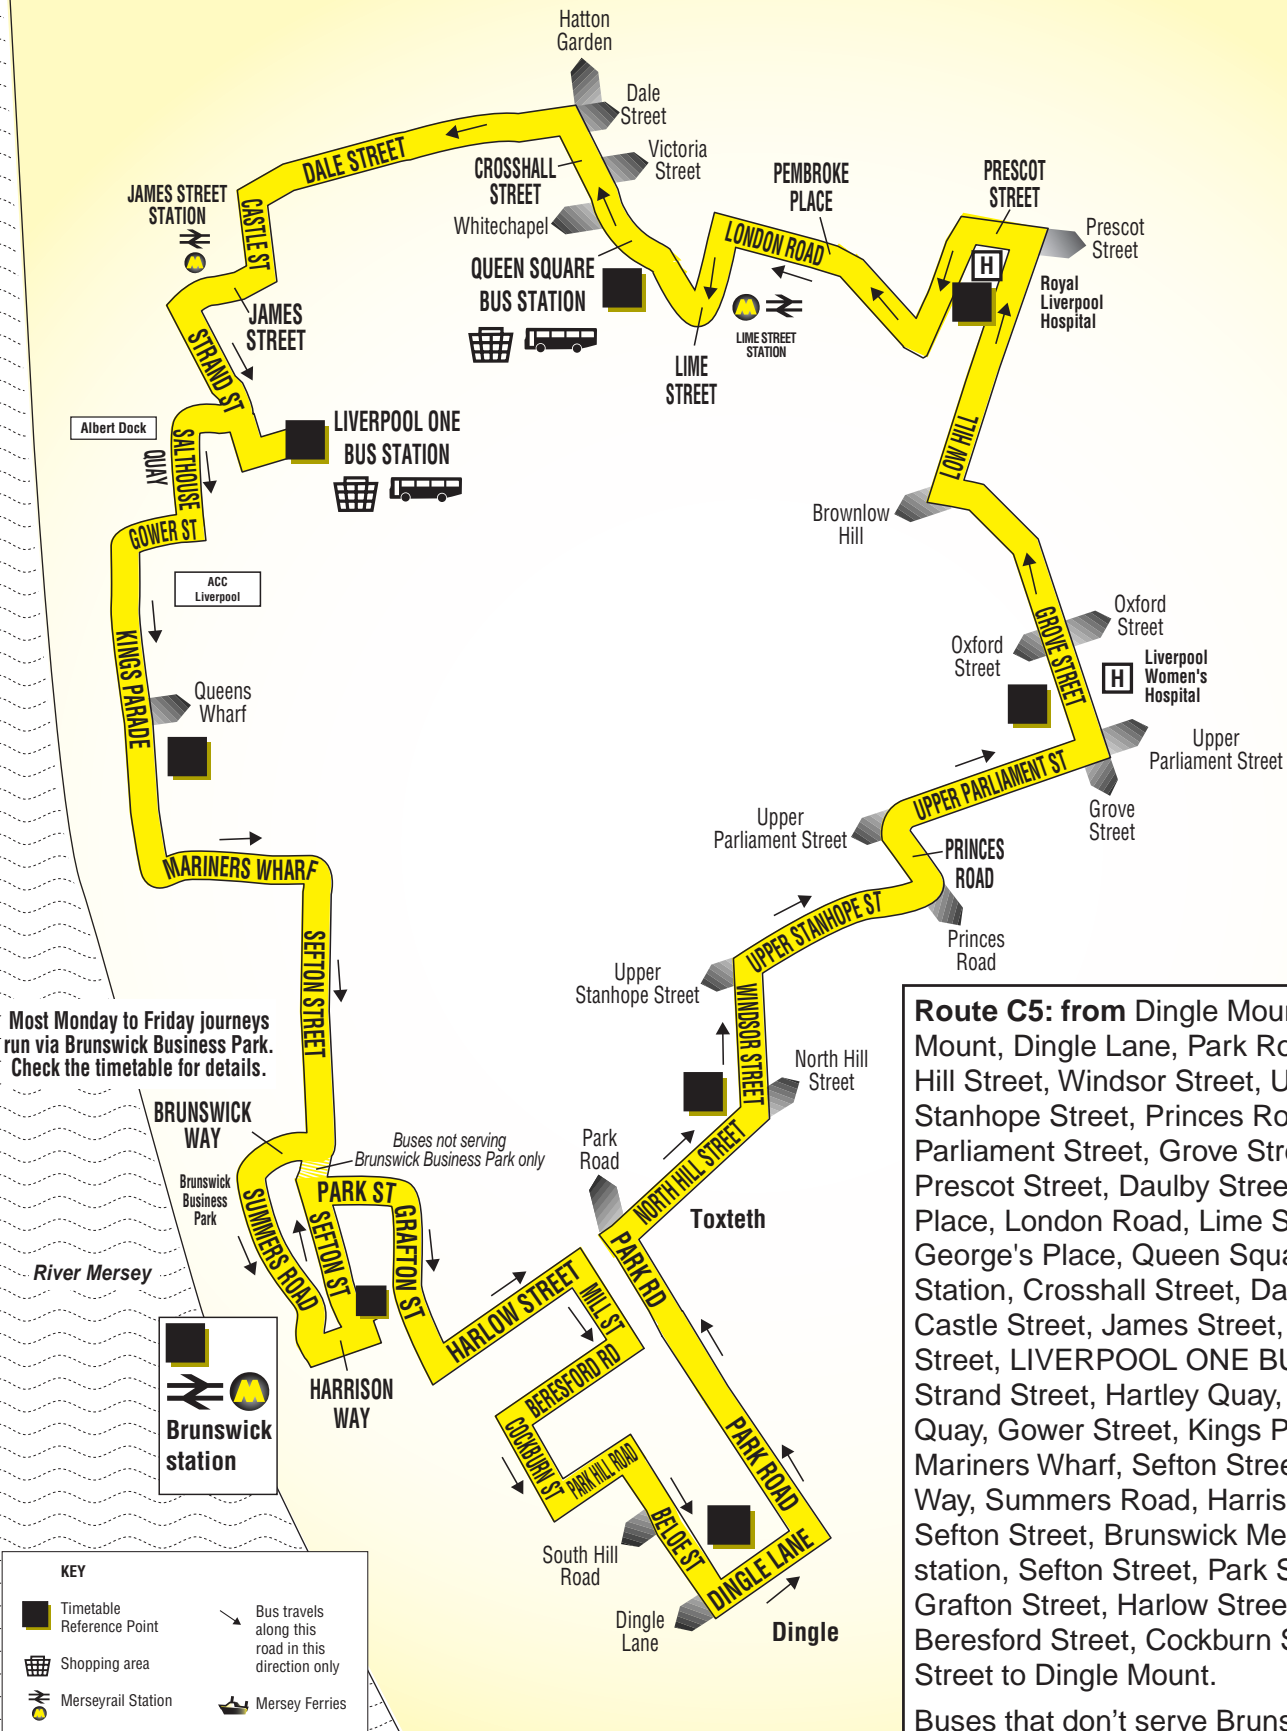 Hatton
Garden
Dale
Street
Victoria
Street
CROSSHALL
STREET
Whitechapel
DALE STREET
JAMES STREET
STATION
CASTLE ST
JAMES
STREET
STRAND ST
QUEEN SQUARE
BUS STATION
PEMBROKE
PLACE
LONDON ROAD
LIME STREET
STATION
LIME
STREET
PRESCOT
STREET
Prescot
Street
H
Royal
Liverpool
Hospital
LOW HILL
Brownlow
Hill
Albert Dock
SALTHOUSE
QUAY
LIVERPOOL ONE
BUS STATION
GOWER ST
ACC
Liverpool
KINGS PARADE
Queens
Wharf
Oxford
Street
Oxford
Street
GROVE STREET
H
Liverpool
Women's
Hospital
Upper
Parliament Street
Grove
Street
UPPER PARLIAMENT ST
Upper
Parliament Street
PRINCES
ROAD
Princes
Road
UPPER STANHOPE ST
Upper
Stanhope Street
WINDSOR STREET
North Hill
Street
MARINERS WHARF
SEFTON STREET
Most Monday to Friday journeys
run via Brunswick Business Park.
Check the timetable for details.
BRUNSWICK
WAY
Buses not serving
Brunswick Business Park only
Brunswick
Business
Park
SUMMERS ROAD
SEFTON ST
PARK ST
GRAFTON ST
Park
Road
NORTH HILL STREET
Toxteth
PARK RD
River Mersey
HARLOW STREET
MILL ST
BERESFORD RD
HARRISON
WAY
Brunswick
station
COCKBURN ST
PARK HILL ROAD
PARK ROAD
BELOE ST
South Hill
Road
DINGLE LANE
Dingle
Lane
Dingle
KEY
Timetable
Reference Point
Shopping area
Merseyrail Station
Bus travels
along this
road in this
direction only
Mersey Ferries
Route C5: from Dingle Mou
Mount, Dingle Lane, Park Ro
Hill Street, Windsor Street, U
Stanhope Street, Princes Ro
Parliament Street, Grove Stre
Prescot Street, Daulby Stree
Place, London Road, Lime S
George's Place, Queen Squa
Station, Crosshall Street, Da
Castle Street, James Street,
Street, LIVERPOOL ONE BU
Strand Street, Hartley Quay,
Quay, Gower Street, Kings P
Mariners Wharf, Sefton Stree
Way, Summers Road, Harris
Sefton Street, Brunswick Me
station, Sefton Street, Park S
Grafton Street, Harlow Stree
Beresford Street, Cockburn S
Street to Dingle Mount.
Buses that don't serve Bruns